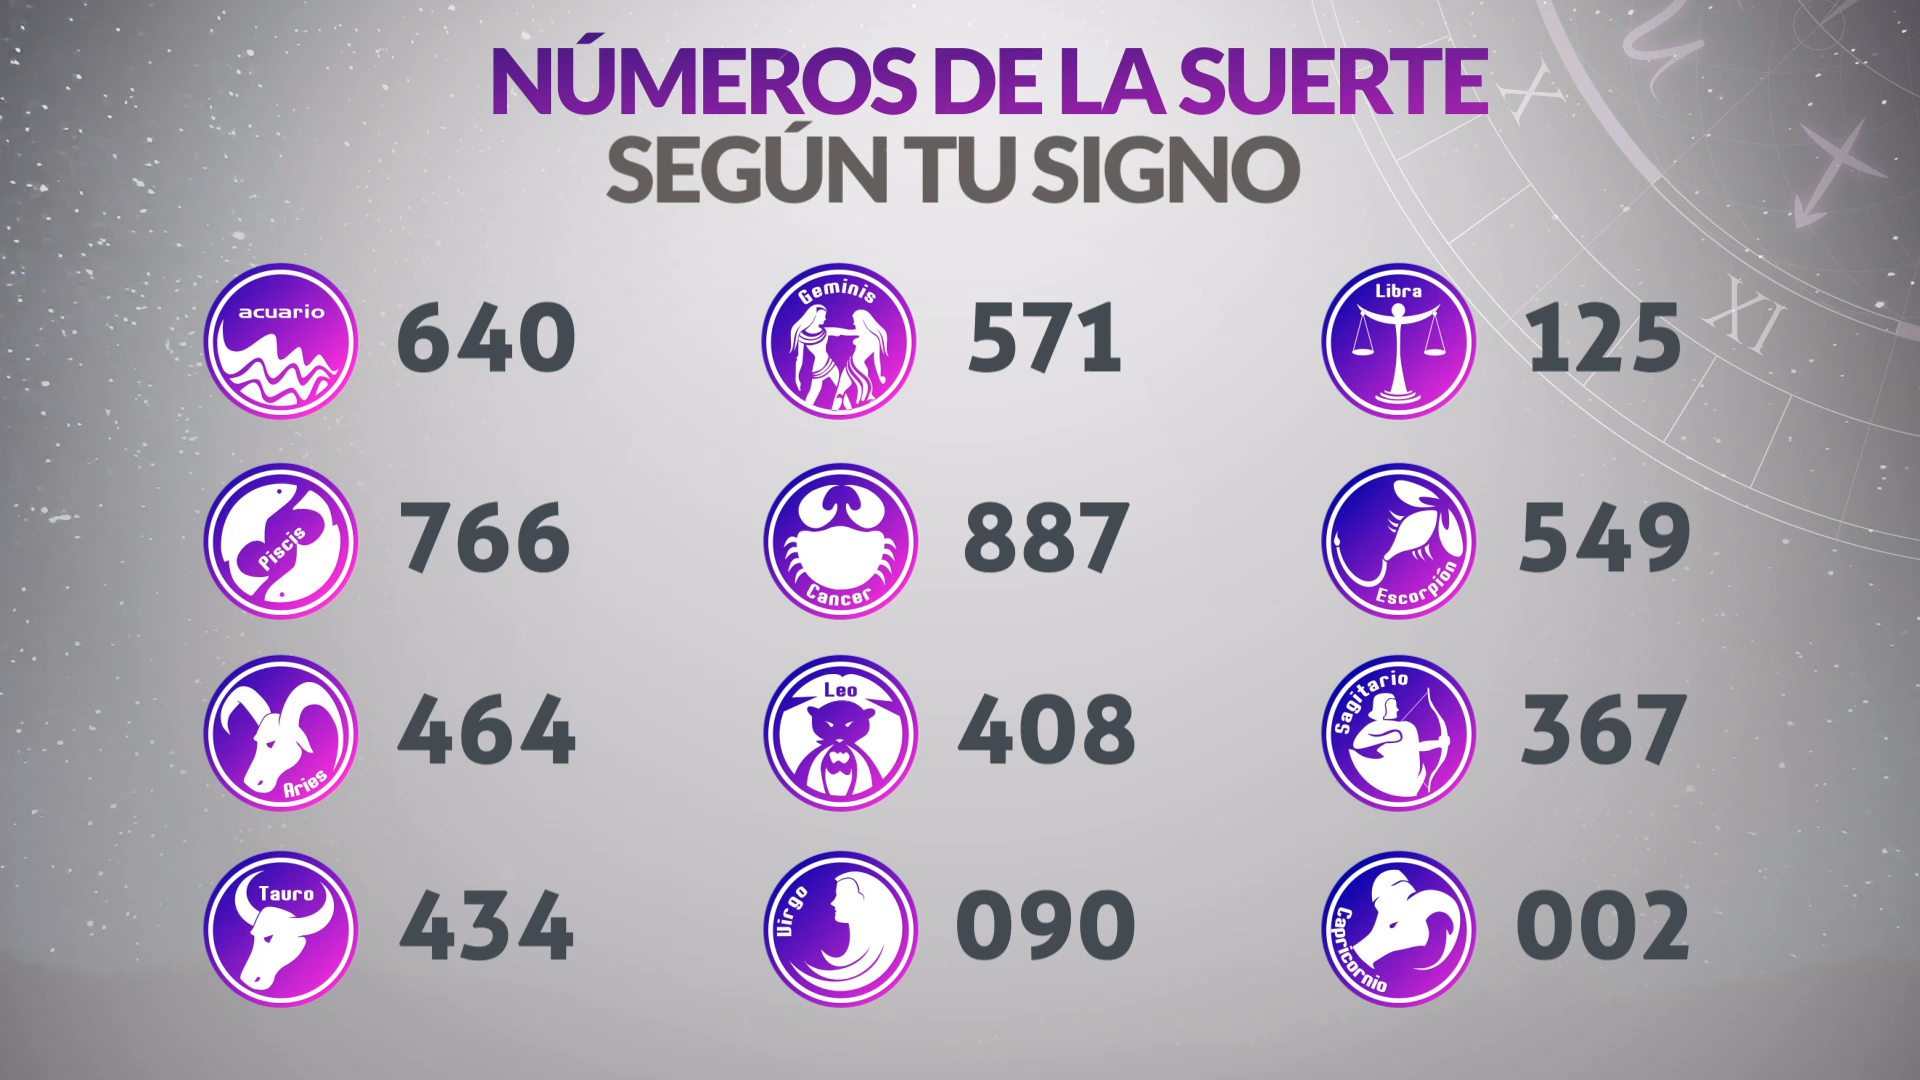 NÚMEROS DE LA SUERTE
SEGÚN TU SIGNO
acuario 640
Geminis 571
Libra 125
Piscis 766
Cancer 887
Escorpión 549
Aries 464
Leo 408
Sagitario 367
Tauro 434
Virgo 090
Capricornio 002
X
XI